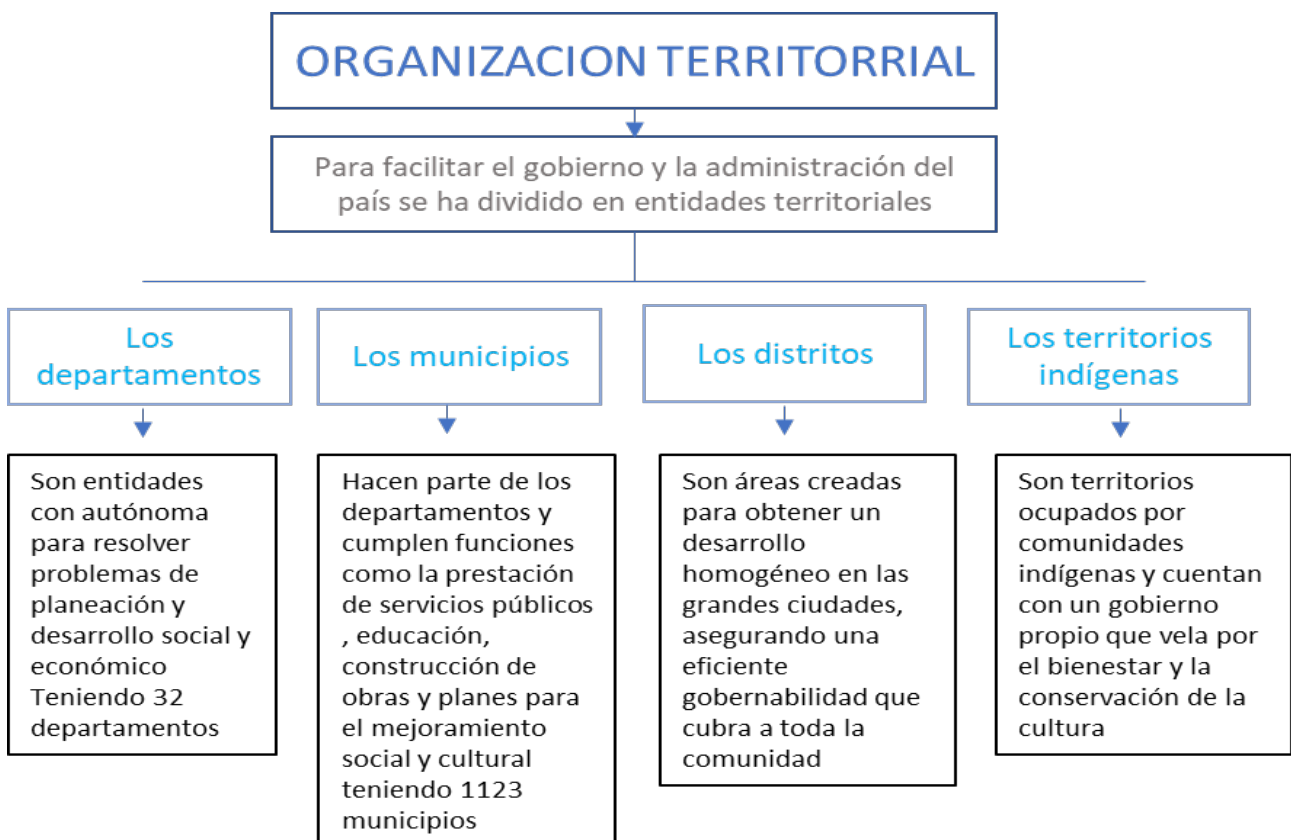 ORGANIZACION TERRITORRIAL
Para facilitar el gobierno y la administración del
país se ha dividido en entidades territoriales
Los
departamentos
Son entidades
con autónoma
para resolver
problemas de
planeación y
desarrollo social y
económico
Teniendo 32
departamentos
Los municipios
Hacen parte de los
departamentos y
cumplen funciones
como la prestación
de servicios públicos
, educación,
construcción de
obras y planes para
el mejoramiento
social y cultural
teniendo 1123
municipios
Los distritos
Son áreas creadas
para obtener un
desarrollo
homogéneo en las
grandes ciudades,
asegurando una
eficiente
gobernabilidad que
cubra a toda la
comunidad
Los territorios
indígenas
Son territorios
ocupados por
comunidades
indígenas y cuentan
con un gobierno
propio que vela por
el bienestar y la
conservación de la
cultura